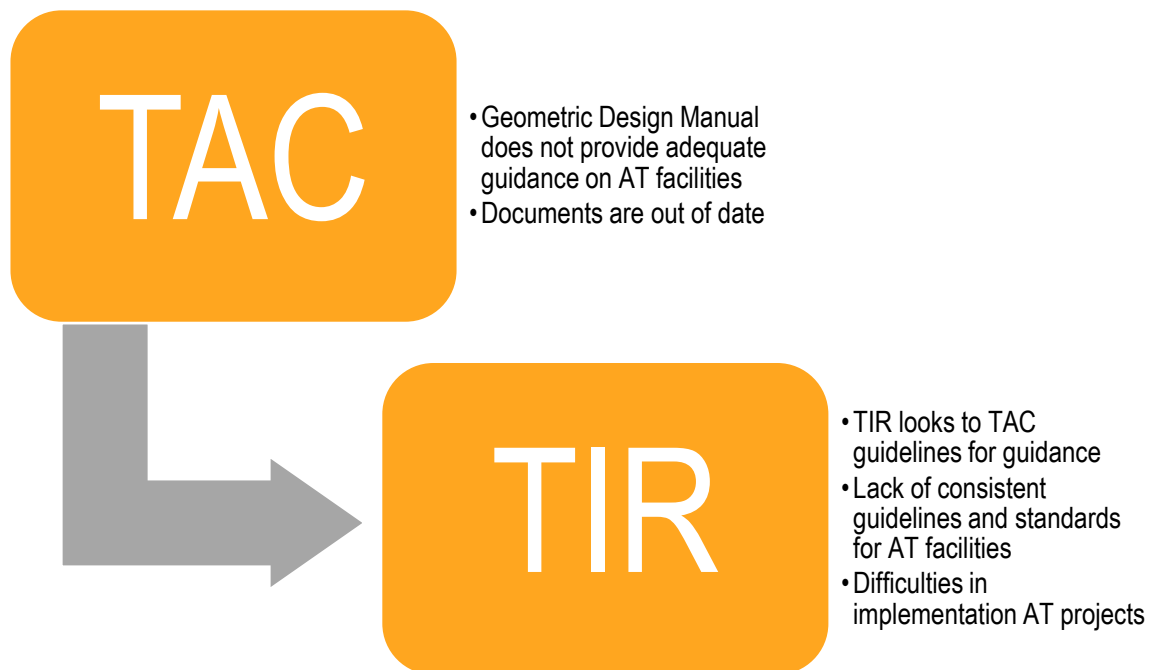 TAC
•Geometric Design Manual
does not provide adequate
guidance on AT facilities
•Documents are out of date
TIR
•TIR looks to TAC
guidelines for guidance
•Lack of consistent
guidelines and standards
for AT facilities
•Difficulties in
implementation AT projects